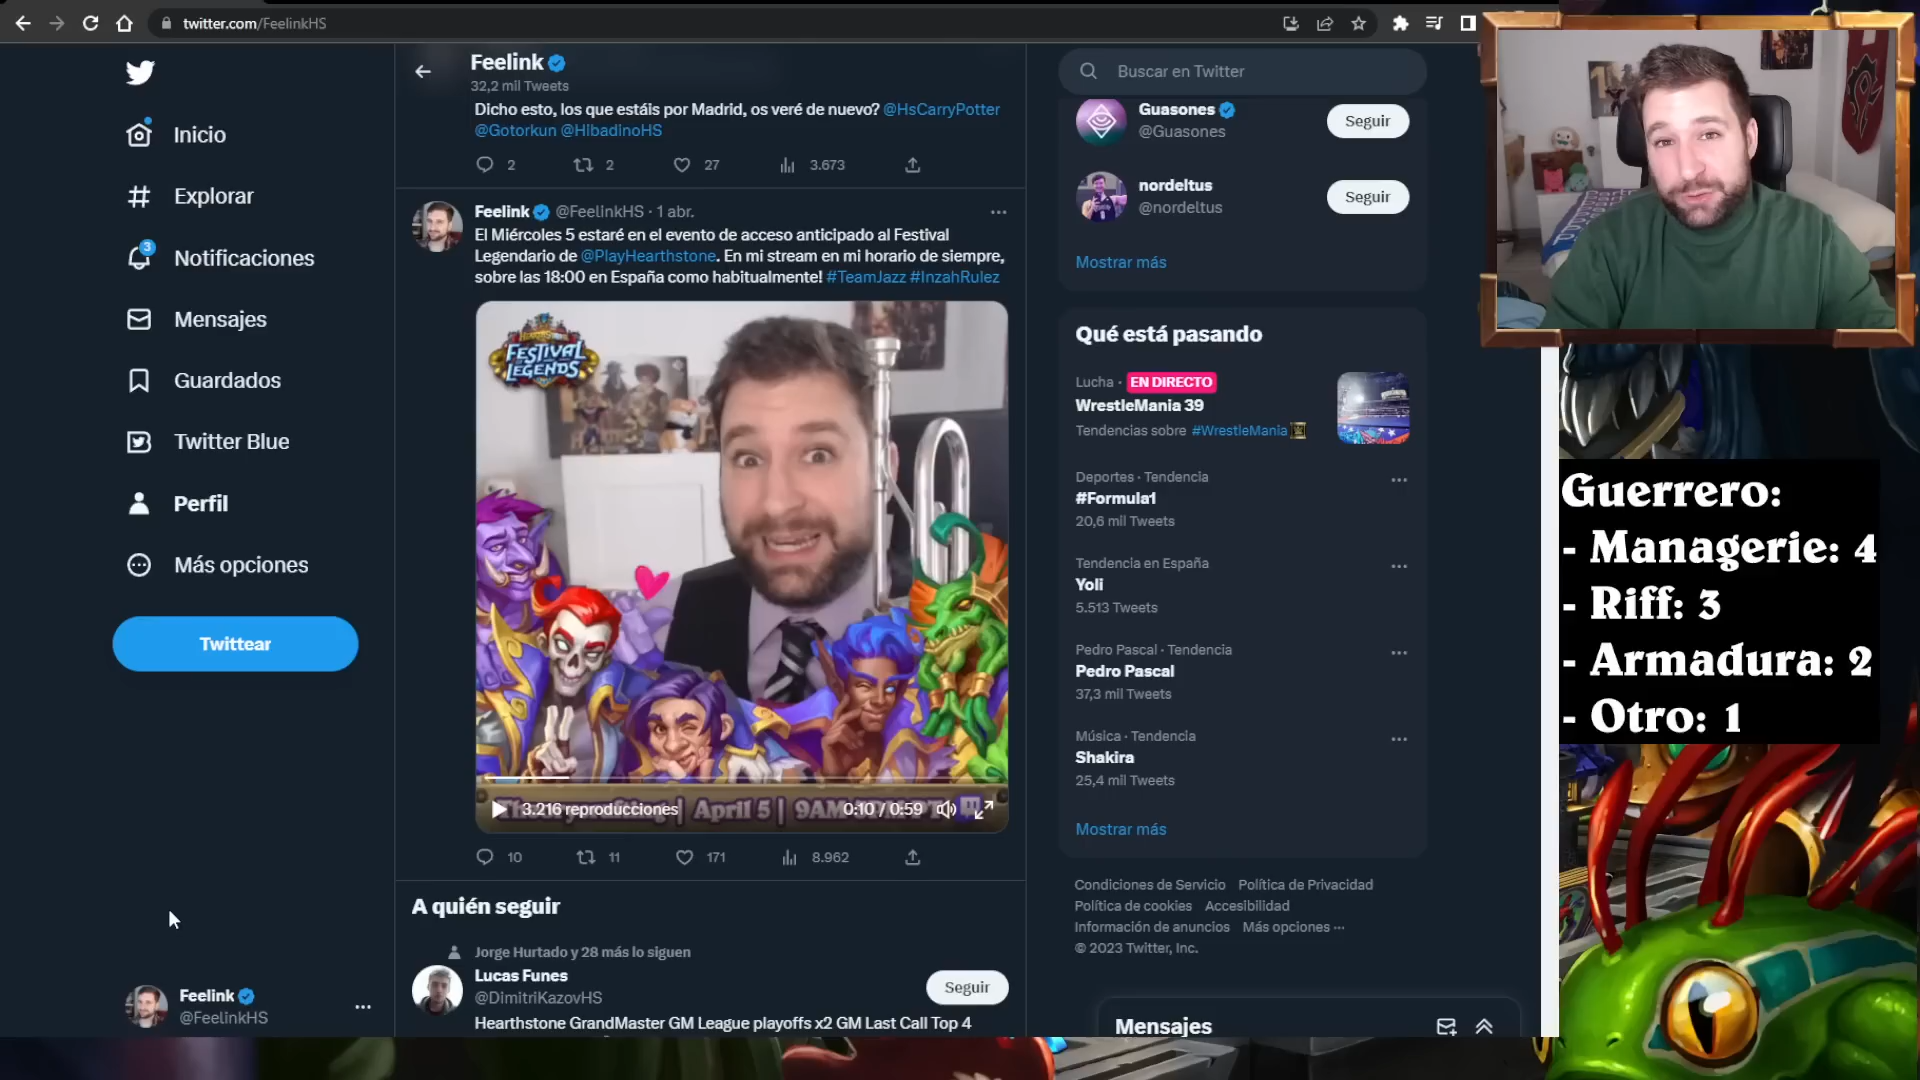 twitter.com/FeelinkHS
Inicio
Explorar
3
Notificaciones
Mensajes
Guardados
Twitter Blue
Perfil
Más opciones
Twittear
Feelink
@FeelinkHS
Feelink
32,2 mil Tweets
Dicho esto, los que estáis por Madrid, os veré de nuevo? @HsCarryPotter
@Gotorkun @HlbadinoHS
2 2 27 3.673
Feelink @FeelinkHS · 1 abr.
El Miércoles 5 estaré en el evento de acceso anticipado al Festival
Legendario de @PlayHearthstone. En mi stream en mi horario de siempre,
sobre las 18:00 en España como habitualmente! #TeamJazz #InzahRulez
HEARTHSTONE
FESTIVAL
of LEGENDS
3.216 reproducciones | April 5 | 9AM
0:10 / 0:59
10 11 171 8.962
A quién seguir
Jorge Hurtado y 28 más lo siguen
Lucas Funes
@DimitriKazovHS
Seguir
Hearthstone GrandMaster GM League playoffs x2 GM Last Call Top 4
Buscar en Twitter
Guasones
@Guasones
Seguir
nordeltus
@nordeltus
Seguir
Mostrar más
Qué está pasando
Lucha · EN DIRECTO
WrestleMania 39
Tendencias sobre #WrestleMania
Deportes · Tendencia
#Formula1
20,6 mil Tweets
Tendencia en España
Yoli
5.513 Tweets
Pedro Pascal · Tendencia
Pedro Pascal
37,3 mil Tweets
Música · Tendencia
Shakira
25,4 mil Tweets
Mostrar más
Condiciones de Servicio Política de Privacidad
Política de cookies Accesibilidad
Información de anuncios Más opciones ···
© 2023 Twitter, Inc.
Mensajes
Guerrero:
- Managerie: 4
- Riff: 3
- Armadura: 2
- Otro: 1